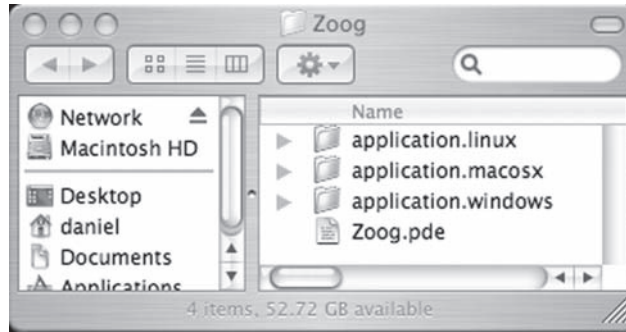 Zoog
Network
Macintosh HD
Desktop
daniel
Documents
Applications
Name
application.linux
application.macosx
application.windows
Zoog.pde
4 items, 52.72 GB available